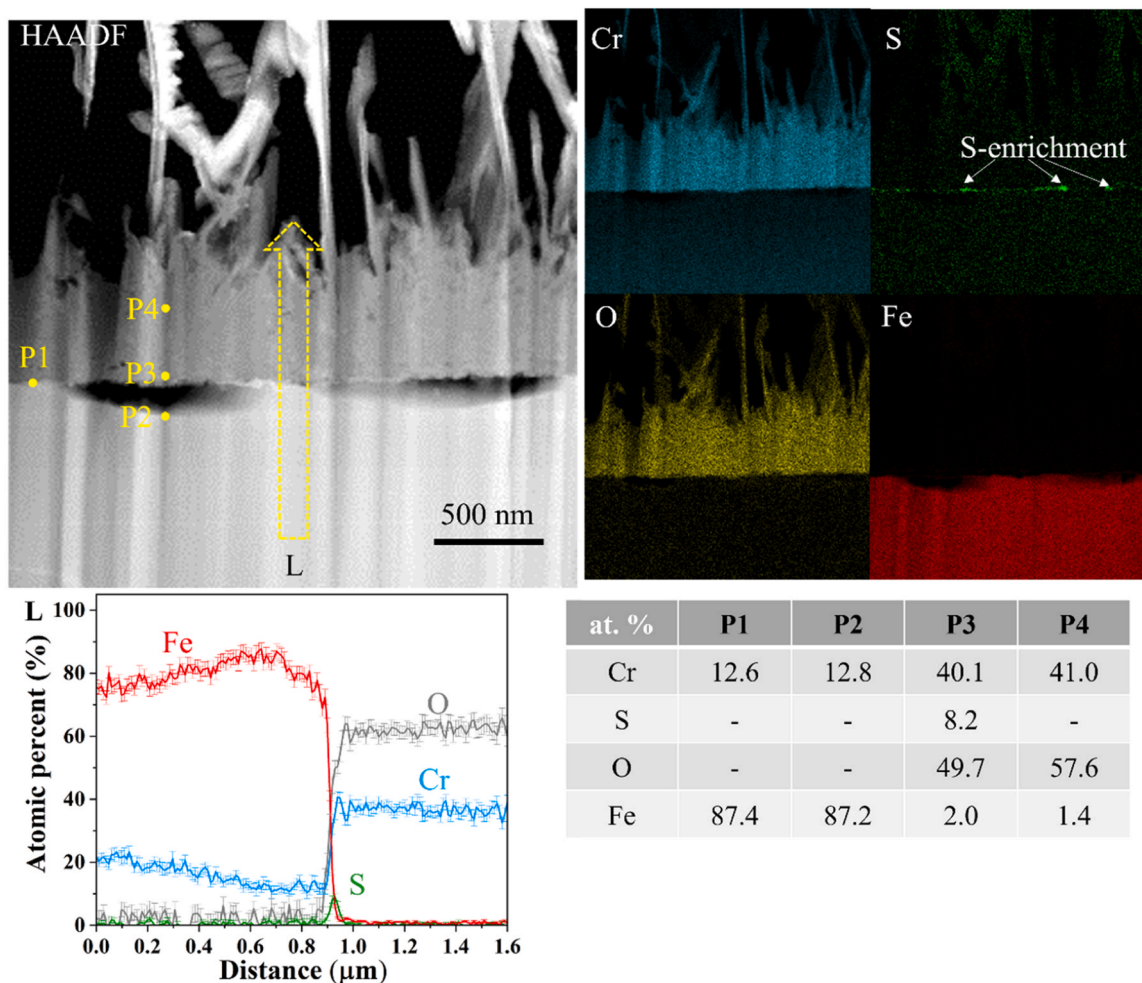 HAADF
P4
P1
P3
P2
500 nm
L
Cr
S
S-enrichment
O
Fe
L
100
80
60
40
20
0
Fe
O
Cr
S
0.0 0.2 0.4 0.6 0.8 1.0 1.2 1.4 1.6
Atomic percent (%)
Distance (μm)
at. % P1 P2 P3 P4
Cr 12.6 12.8 40.1 41.0
S - - 8.2 -
O - - 49.7 57.6
Fe 87.4 87.2 2.0 1.4